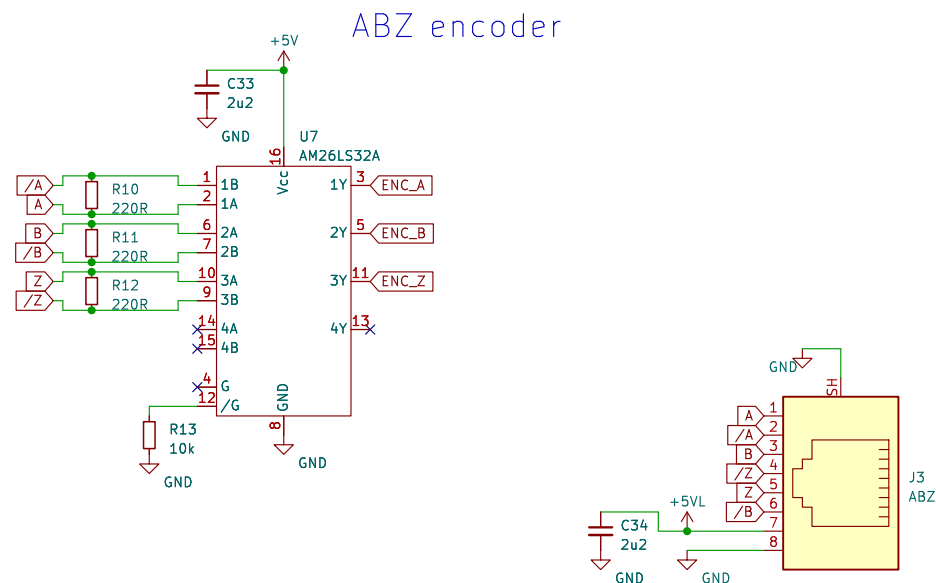 ABZ encoder
+5V
C33
2u2
GND
U7
AM26LS32A
16
Vcc
/A 1 1B 1Y 3 ENC_A
R10
A 2 1A
220R
B 6 2A 2Y 5 ENC_B
R11
/B 7 2B
220R
Z 10 3A 3Y 11 ENC_Z
R12
/Z 9 3B
220R
14 4A 4Y 13
15 4B
4 G
12 /G
GND
8
R13
10k
GND
GND
GND
SH
A 1
/A 2
B 3
/Z 4
Z 5
/B 6
7
8
J3
ABZ
+5VL
C34
2u2
GND
GND